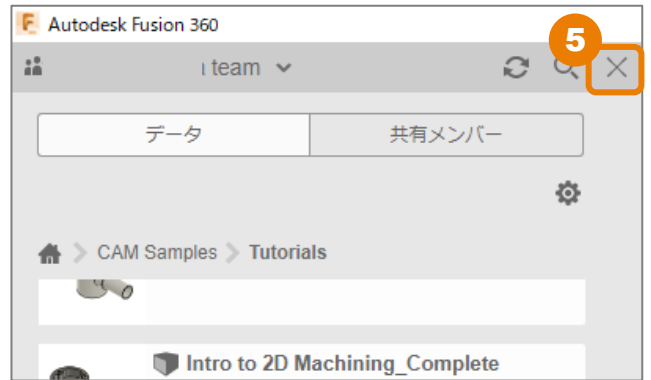 Autodesk Fusion 360
5
team
データ
共有メンバー
CAM Samples > Tutorials
Intro to 2D Machining_Complete